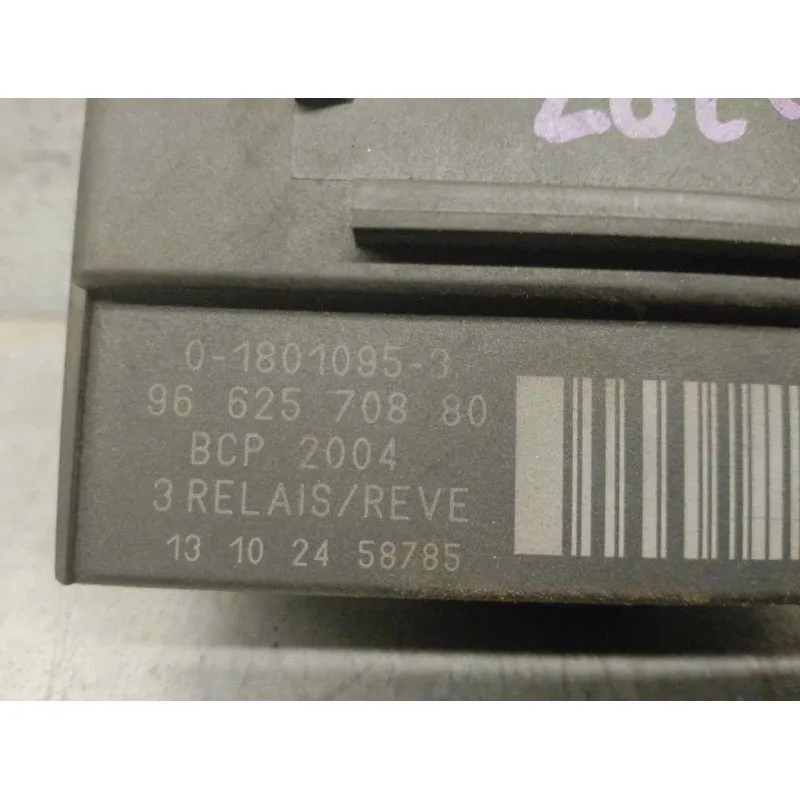 0-1801095-3
96 625 708 80
BCP 2004
3 RELAIS/REVE
13 10 24 58785